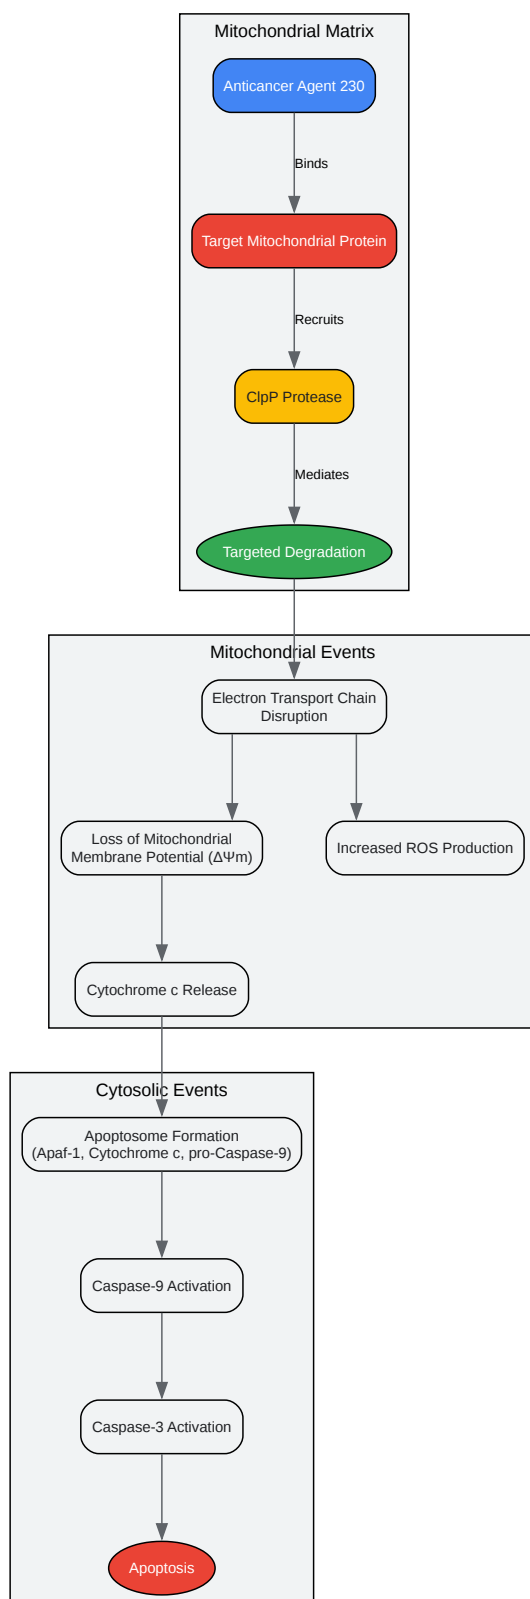 Mitochondrial Matrix
Anticancer Agent 230
Binds
Target Mitochondrial Protein
Recruits
ClpP Protease
Mediates
Targeted Degradation
Mitochondrial Events
Electron Transport Chain
Disruption
Loss of Mitochondrial
Membrane Potential (ΔΨm)
Increased ROS Production
Cytochrome c Release
Cytosolic Events
Apoptosome Formation
(Apaf-1, Cytochrome c, pro-Caspase-9)
Caspase-9 Activation
Caspase-3 Activation
Apoptosis